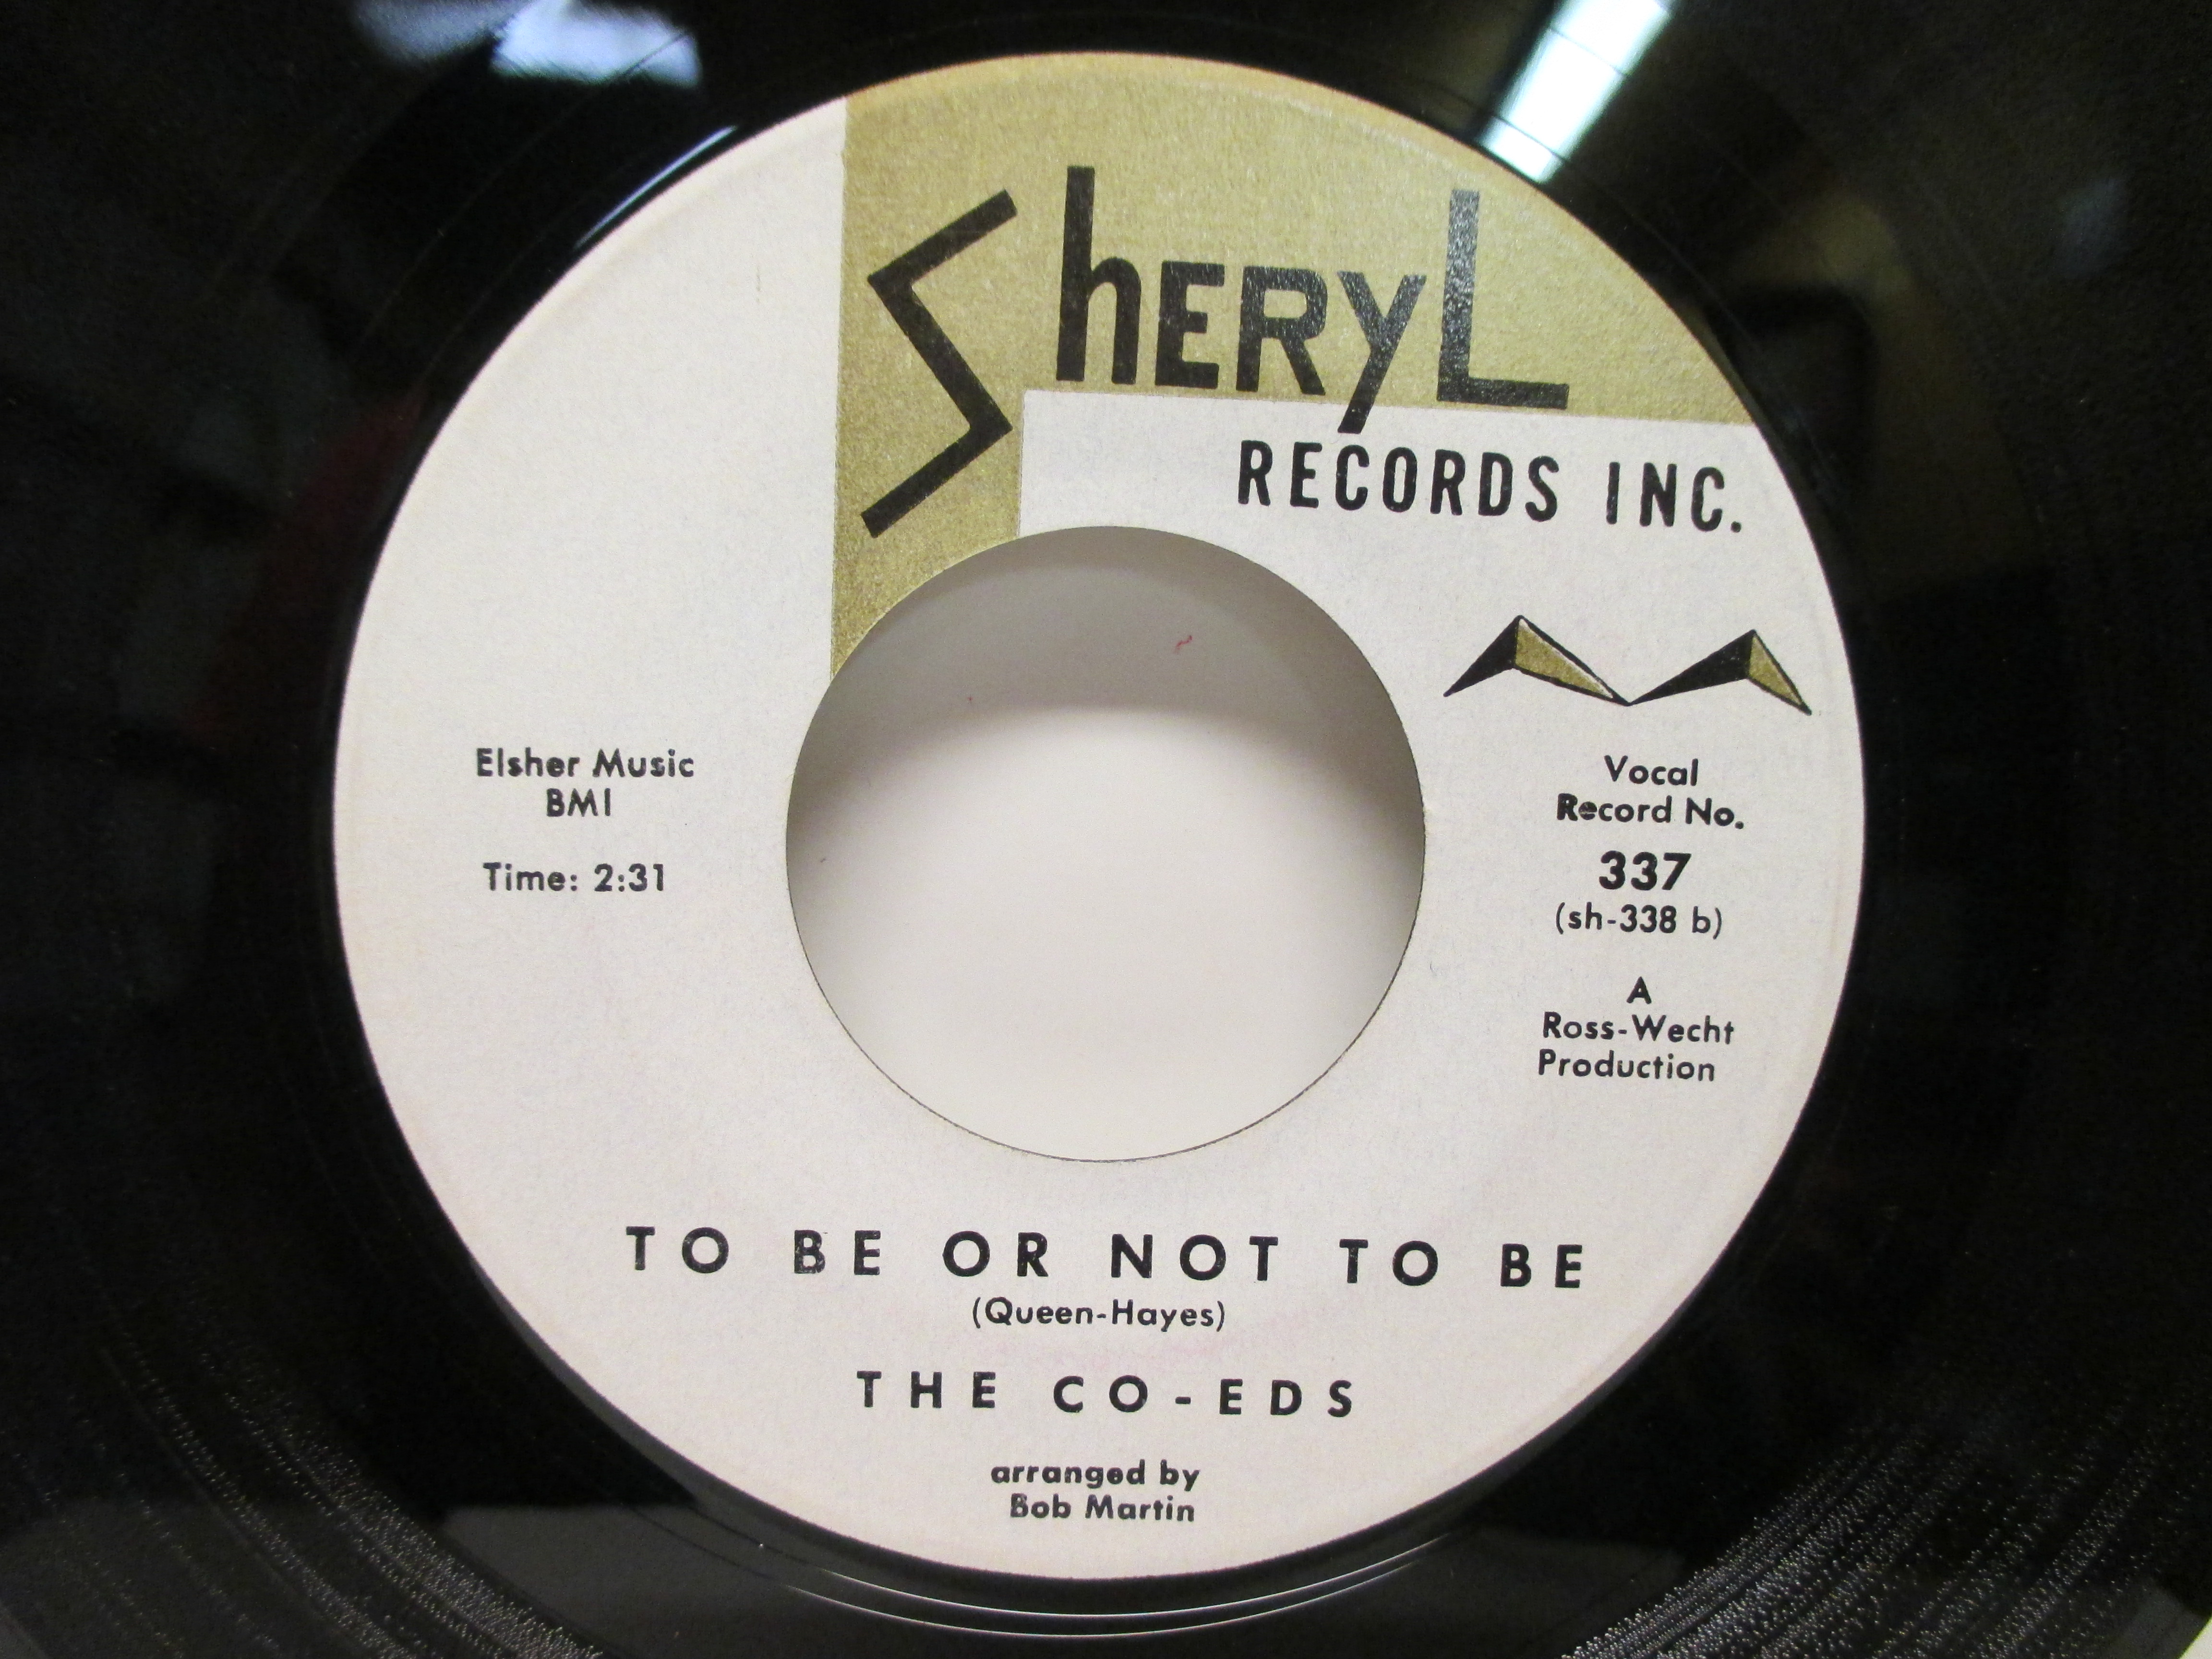 SheryL
RECORDS INC.
Elsher Music
BMI
Time: 2:31
Vocal
Record No.
337
(sh-338 b)
A
Ross-Wecht
Production
TO BE OR NOT TO BE
(Queen-Hayes)
THE CO-EDS
arranged by
Bob Martin